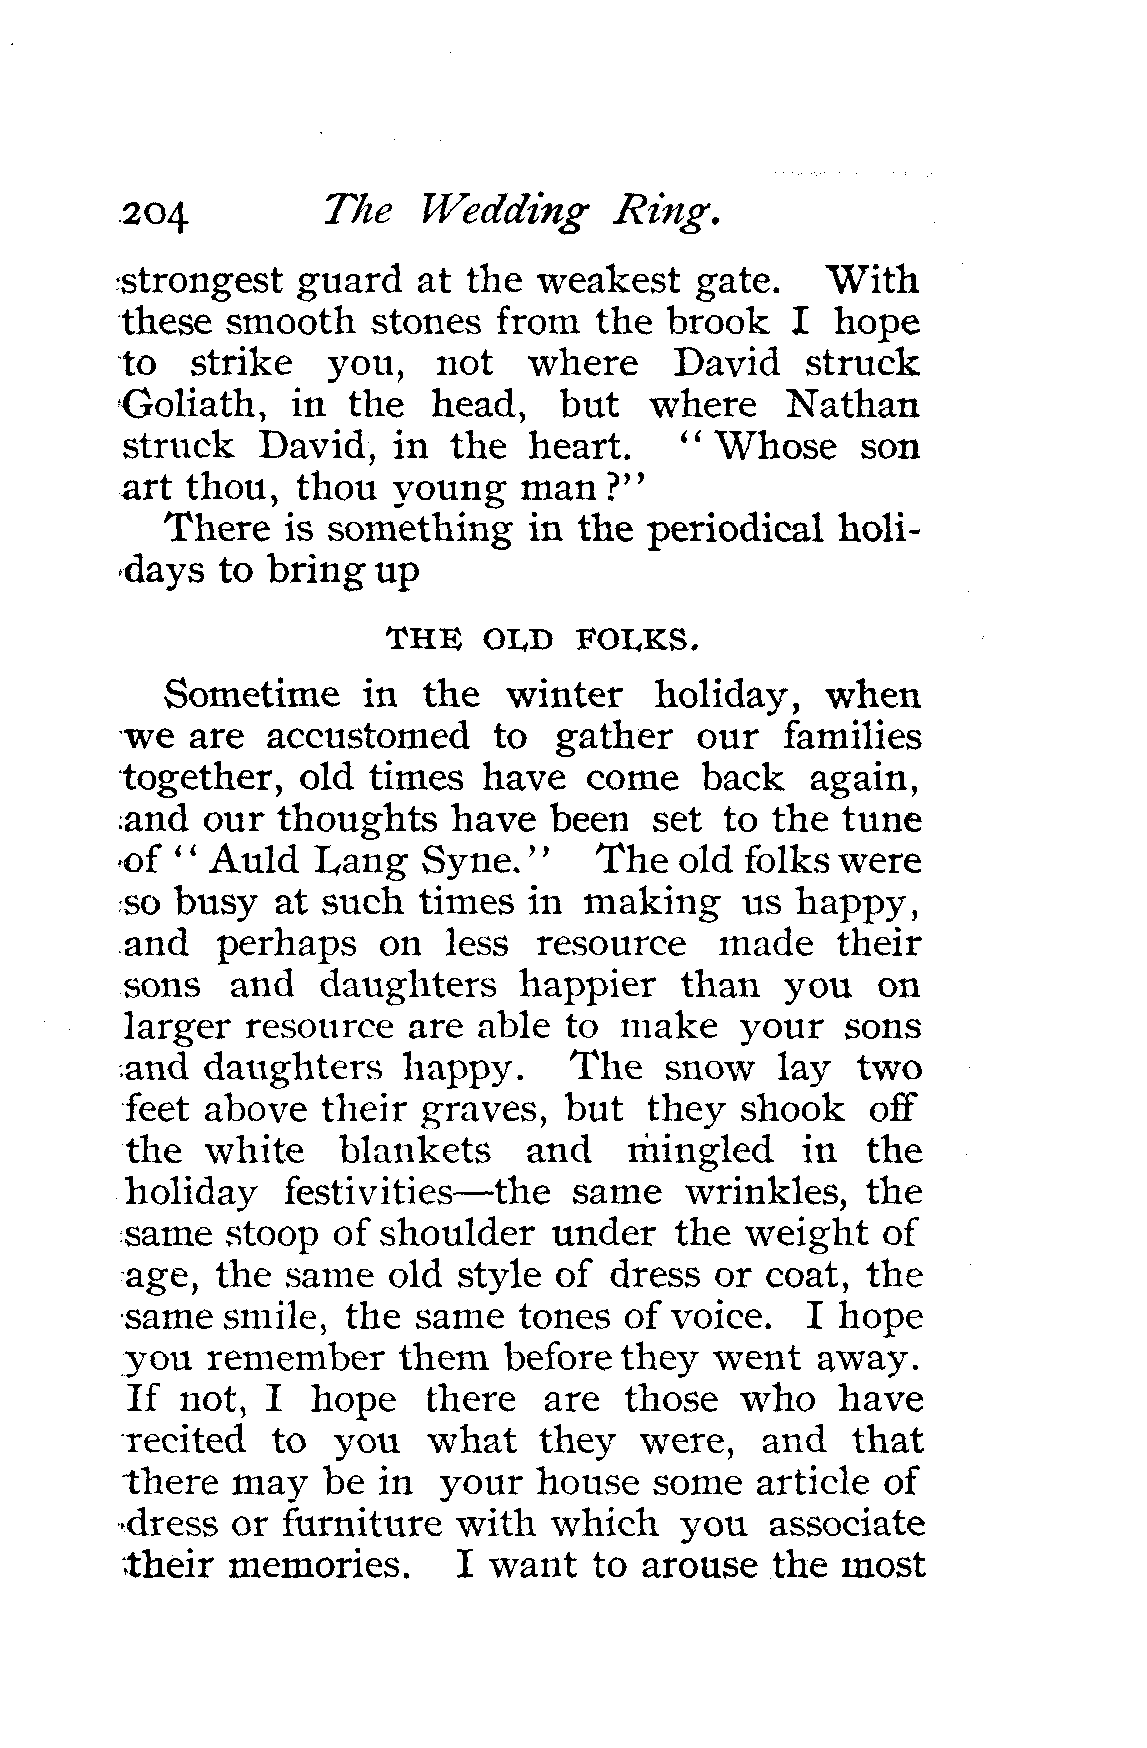 204 The Wedding Ring.
strongest guard at the weakest gate. With
these smooth stones from the brook I hope
to strike you, not where David struck
Goliath, in the head, but where Nathan
struck David, in the heart. “ Whose son
art thou, thou young man ?”
There is something in the periodical holi-
days to bring up
THE OLD FOLKS.
Sometime in the winter holiday, when
we are accustomed to gather our families
together, old times have come back again,
and our thoughts have been set to the tune
of “ Auld Lang Syne.” The old folks were
so busy at such times in making us happy,
and perhaps on less resource made their
sons and daughters happier than you on
larger resource are able to make your sons
and daughters happy. The snow lay two
feet above their graves, but they shook off
the white blankets and mingled in the
holiday festivities—the same wrinkles, the
same stoop of shoulder under the weight of
age, the same old style of dress or coat, the
same smile, the same tones of voice. I hope
you remember them before they went away.
If not, I hope there are those who have
recited to you what they were, and that
there may be in your house some article of
dress or furniture with which you associate
their memories. I want to arouse the most